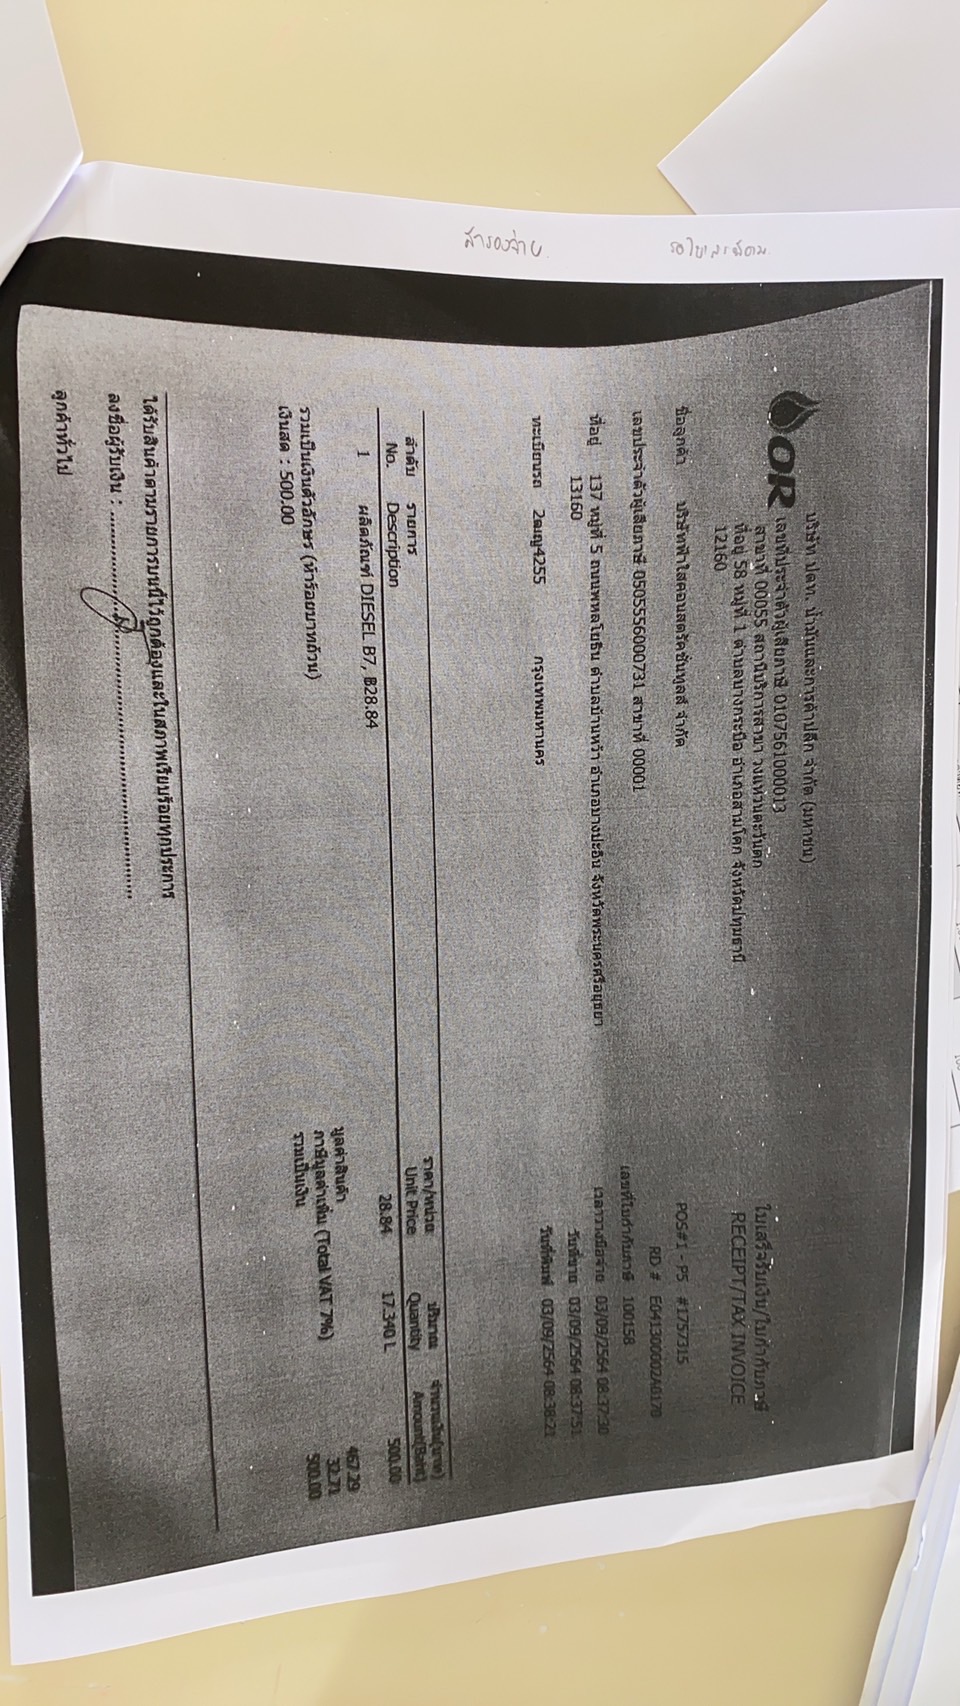 สำรองจ่าย
OR
บริษัท ปตท. น้ำมันและการค้าปลีก จำกัด (มหาชน)
เลขที่ประจำตัวผู้เสียภาษี 0107561000013
สาขาที่ 00055 สถานีบริการสาขา วงแหวนตะวันตก
ที่อยู่ 58 หมู่ที่ 1 ตำบลบางกระบือ อำเภอสามโคก จังหวัดปทุมธานี
12160
ใบเสร็จรับเงิน/ใบกำกับภาษี
RECEIPT/TAX INVOICE
ชื่อลูกค้า บริษัทฟ้าใสคอนสตรัคชั่นทูลส์ จำกัด
POS#1 - P5 #1757315
RD # E041300002A0170
เลขประจำตัวผู้เสียภาษี 0505556000731 สาขาที่ 00001
เลขที่ใบกำกับภาษี 100158
ที่อยู่ 137 หมู่ที่ 5 ถนนพหลโยธิน ตำบลบ้านหว้า อำเภอบางปะอิน จังหวัดพระนครศรีอยุธยา
13160
เวลาวางมือจ่าย 03/09/2564 08:37:30
วันที่ขาย 03/09/2564 08:37:51
ทะเบียนรถ 2ฒญ4255 กรุงเทพมหานคร
วันที่พิมพ์ 03/09/2564 08:38:21
ลำดับ รายการ ราคา/หน่วย ปริมาณ จำนวนเงิน(บาท)
No. Description Unit Price Quantity Amount(Baht)
1 ผลิตภัณฑ์ DIESEL B7, ฿28.84 28.84 17.340 L 500.00
มูลค่าสินค้า 467.29
ภาษีมูลค่าเพิ่ม (Total VAT 7%) 32.71
รวมเป็นเงิน 500.00
รวมเป็นเงินตัวอักษร (ห้าร้อยบาทถ้วน)
เงินสด : 500.00
ได้รับสินค้าตามรายการบนนี้ไว้ถูกต้องและในสภาพเรียบร้อยทุกประการ
ลงชื่อผู้รับเงิน :
ลูกค้าทั่วไป